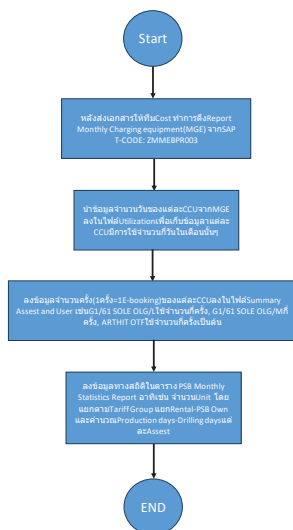 Start
หลังส่งเอกสารให้ทีมCost ทำการดึงReport
Monthly Charging equipment(MGE) จากSAP
T-CODE: ZMMEBPR003
นำข้อมูลจำนวนวันของแต่ละCCUจากMGE
ลงในไฟล์Utilizationเพื่อเก็บข้อมูลาแต่ละ
CCUมีการใช้จำนวนกี่วันในเดือนนั้นๆ
ลงข้อมูลจำนวนครั้ง(1ครั้ง=1E-booking)ของแต่ละCCUลงในไฟล์Summary
Assest and User เช่นG1/61 SOLE OLG/Lใช้จำนวนกี่ครั้ง, G1/61 SOLE OLG/Mกี่
ครั้ง, ARTHIT OTFใช้จำนวนกี่ครั้งเป็นต้น
ลงข้อมูลทางสถิติในตาราง PSB Monthly
Statistics Report อาทิเช่น จำนวนUnit โดย
แยกตามTariff Group แยกRental-PSB Own
และคำนวณProduction days-Drilling daysแต่
ละAssest
END